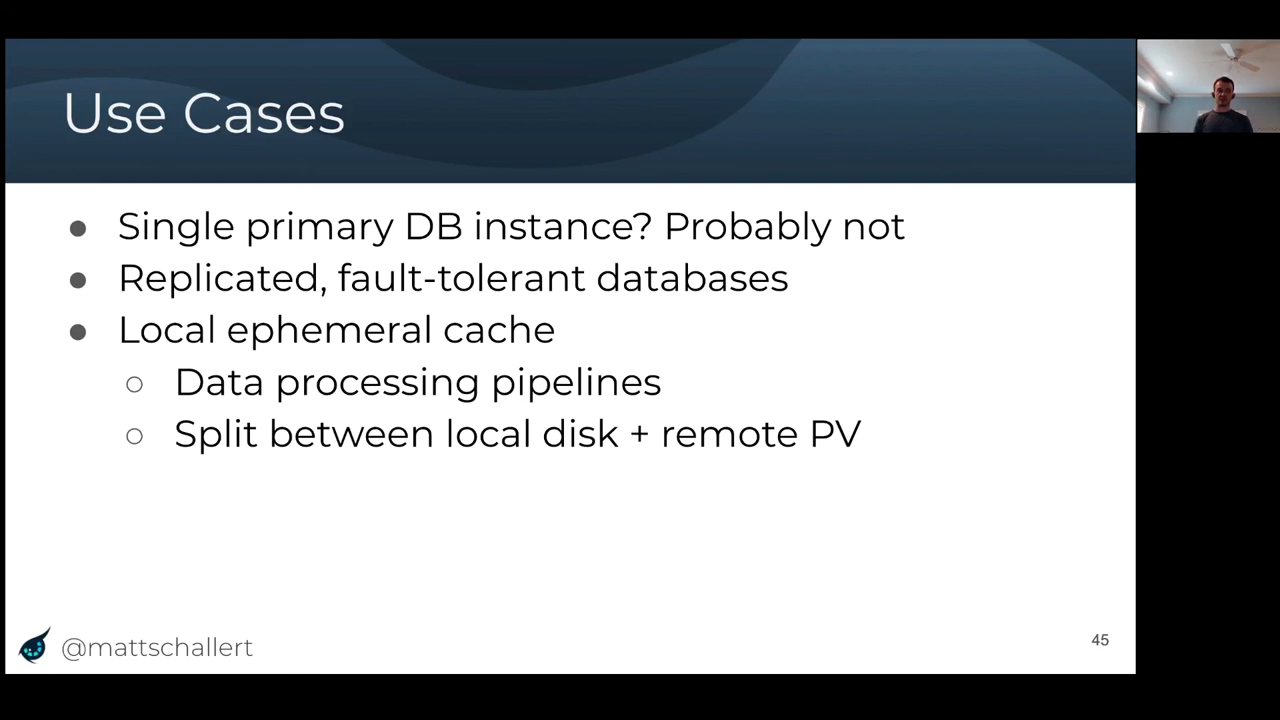 Use Cases
● Single primary DB instance? Probably not
● Replicated, fault-tolerant databases
● Local ephemeral cache
○ Data processing pipelines
○ Split between local disk + remote PV
@mattschallert
45